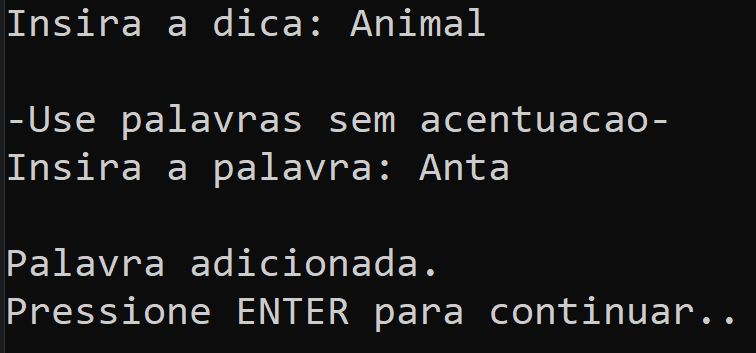 Insira a dica: Animal
-Use palavras sem acentuacao-
Insira a palavra: Anta
Palavra adicionada.
Pressione ENTER para continuar..